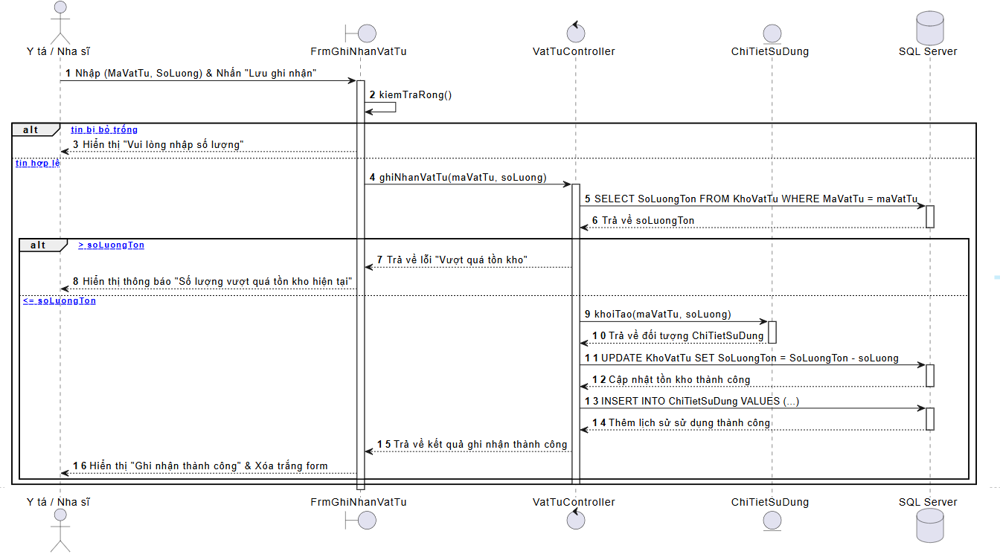 Y tá / Nha sĩ
FrmGhiNhanVatTu
VatTuController
ChiTietSuDung
SQL Server
1 Nhập (MaVatTu, SoLuong) & Nhấn "Lưu ghi nhận"
2 kiemTraRong()
alt
tin bị bỏ trống
3 Hiển thị "Vui lòng nhập số lượng"
tin hợp lệ
4 ghiNhanVatTu(maVatTu, soLuong)
5 SELECT SoLuongTon FROM KhoVatTu WHERE MaVatTu = maVatTu
6 Trả về soLuongTon
alt
> soLuongTon
7 Trả về lỗi "Vượt quá tồn kho"
8 Hiển thị thông báo "Số lượng vượt quá tồn kho hiện tại"
<= soLuongTon
9 khoiTao(maVatTu, soLuong)
10 Trả về đối tượng ChiTietSuDung
11 UPDATE KhoVatTu SET SoLuongTon = SoLuongTon - soLuong
12 Cập nhật tồn kho thành công
13 INSERT INTO ChiTietSuDung VALUES (...)
14 Thêm lịch sử sử dụng thành công
15 Trả về kết quả ghi nhận thành công
16 Hiển thị "Ghi nhận thành công" & Xóa trắng form
Y tá / Nha sĩ
FrmGhiNhanVatTu
VatTuController
ChiTietSuDung
SQL Server